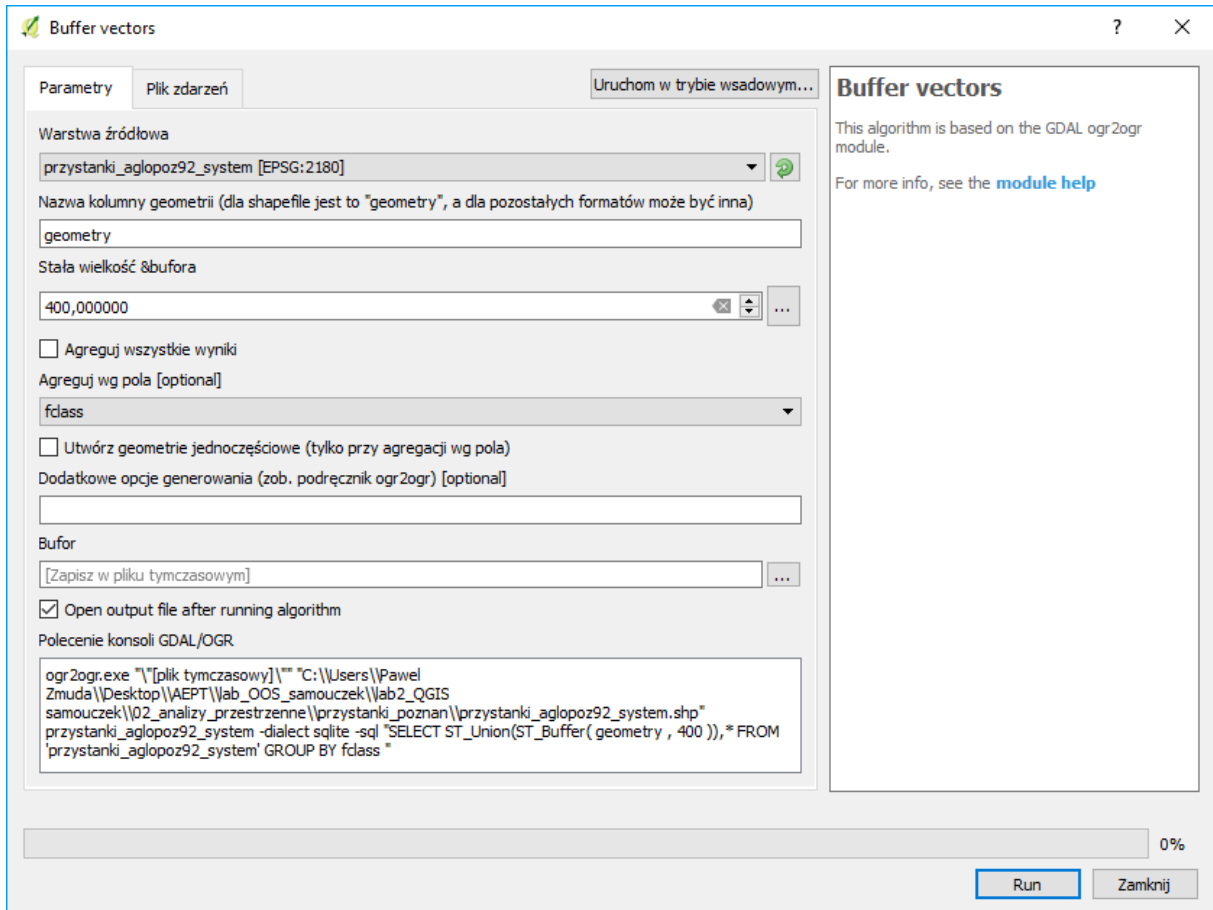 Buffer vectors
?
Parametry
Plik zdarzeń
Uruchom w trybie wsadowym...
Warstwa źródłowa
przystanki_aglopoz92_system [EPSG:2180]
Nazwa kolumny geometrii (dla shapefile jest to "geometry", a dla pozostałych formatów może być inna)
geometry
Stała wielkość &bufora
400,000000
...
Agreguj wszystkie wyniki
Agreguj wg pola [optional]
fclass
Utwórz geometrie jednoczęściowe (tylko przy agregacji wg pola)
Dodatkowe opcje generowania (zob. podręcznik ogr2ogr) [optional]
Bufor
[Zapisz w pliku tymczasowym]
...
Open output file after running algorithm
Polecenie konsoli GDAL/OGR
ogr2ogr.exe "\"[plik tymczasowy]\"" "C:\\Users\\Pawel
Zmuda\\Desktop\\AEPT\\lab_OOS_samouczek\\lab2_QGIS
samouczek\\02_analizy_przestrzenne\\przystanki_poznan\\przystanki_aglopoz92_system.shp"
przystanki_aglopoz92_system -dialect sqlite -sql "SELECT ST_Union(ST_Buffer( geometry , 400 )),* FROM
'przystanki_aglopoz92_system' GROUP BY fclass "
Buffer vectors
This algorithm is based on the GDAL ogr2ogr
module.
For more info, see the module help
0%
Run
Zamknij